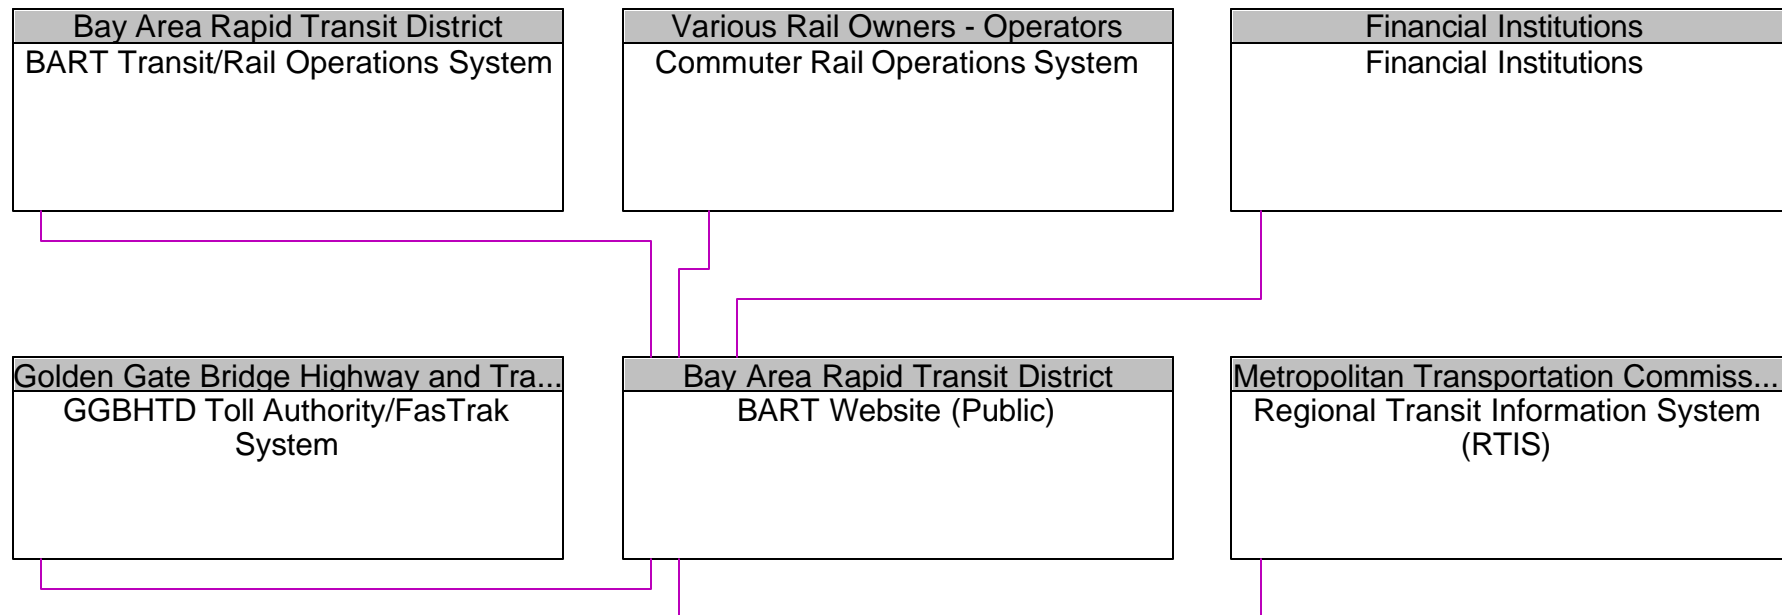 Bay Area Rapid Transit District
BART Transit/Rail Operations System
Various Rail Owners - Operators
Commuter Rail Operations System
Financial Institutions
Financial Institutions
Golden Gate Bridge Highway and Tra...
GGBHTD Toll Authority/FasTrak
System
Bay Area Rapid Transit District
BART Website (Public)
Metropolitan Transportation Commiss...
Regional Transit Information System
(RTIS)